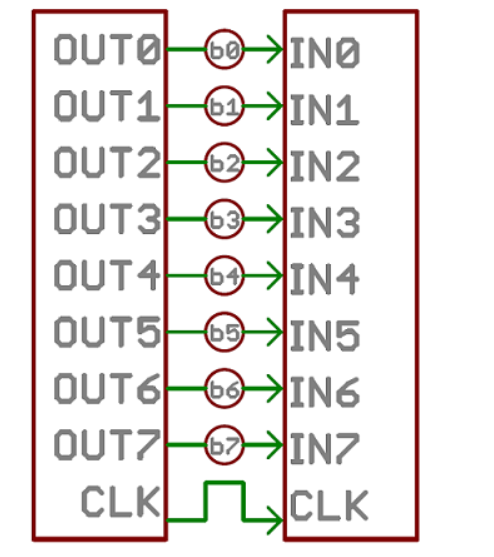 OUT0 b0 IN0
OUT1 b1 IN1
OUT2 b2 IN2
OUT3 b3 IN3
OUT4 b4 IN4
OUT5 b5 IN5
OUT6 b6 IN6
OUT7 b7 IN7
CLK CLK